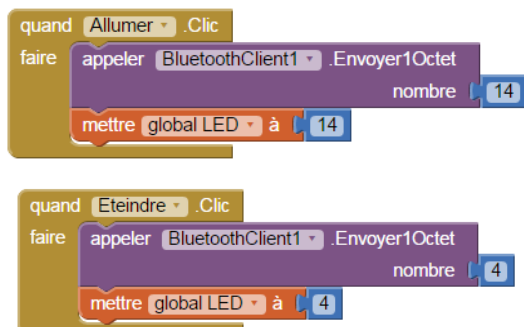 quand Allumer .Clic
faire appeler BluetoothClient1 .Envoyer1Octet
nombre 14
mettre global LED à 14
quand Eteindre .Clic
faire appeler BluetoothClient1 .Envoyer1Octet
nombre 4
mettre global LED à 4